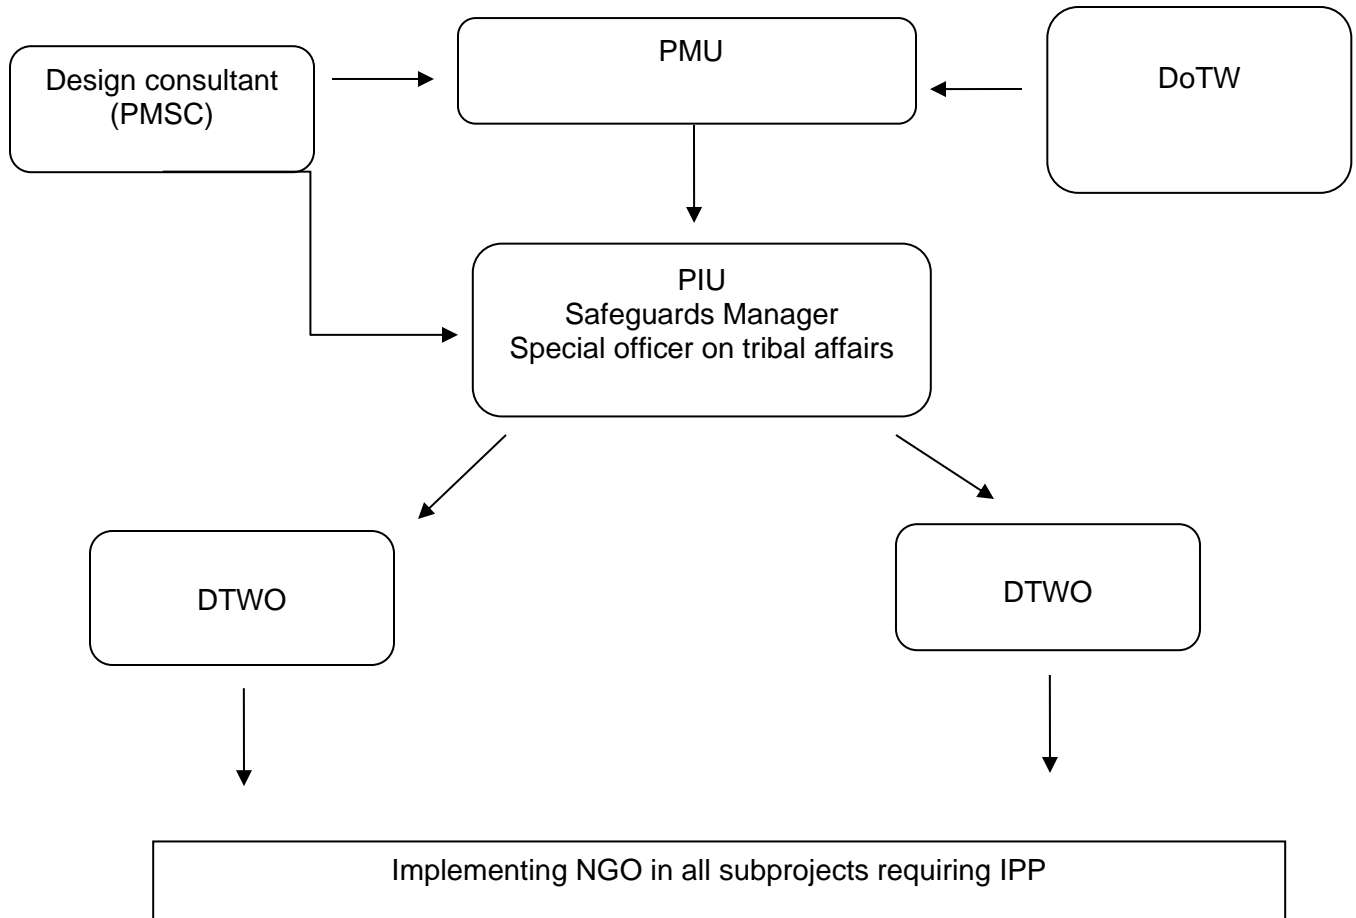 Design consultant
(PMSC)
PMU
DoTW
PIU
Safeguards Manager
Special officer on tribal affairs
DTWO
DTWO
Implementing NGO in all subprojects requiring IPP